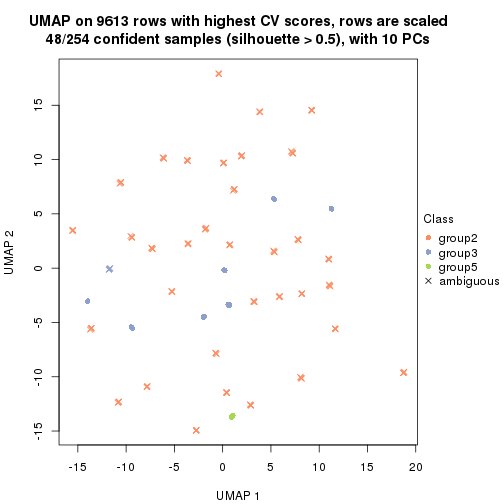 UMAP on 9613 rows with highest CV scores, rows are scaled
48/254 confident samples (silhouette > 0.5), with 10 PCs
UMAP 2
15
10
5
0
-5
-10
-15
-15
-10
-5
0
5
10
15
20
UMAP 1
Class
group2
group3
group5
ambiguous